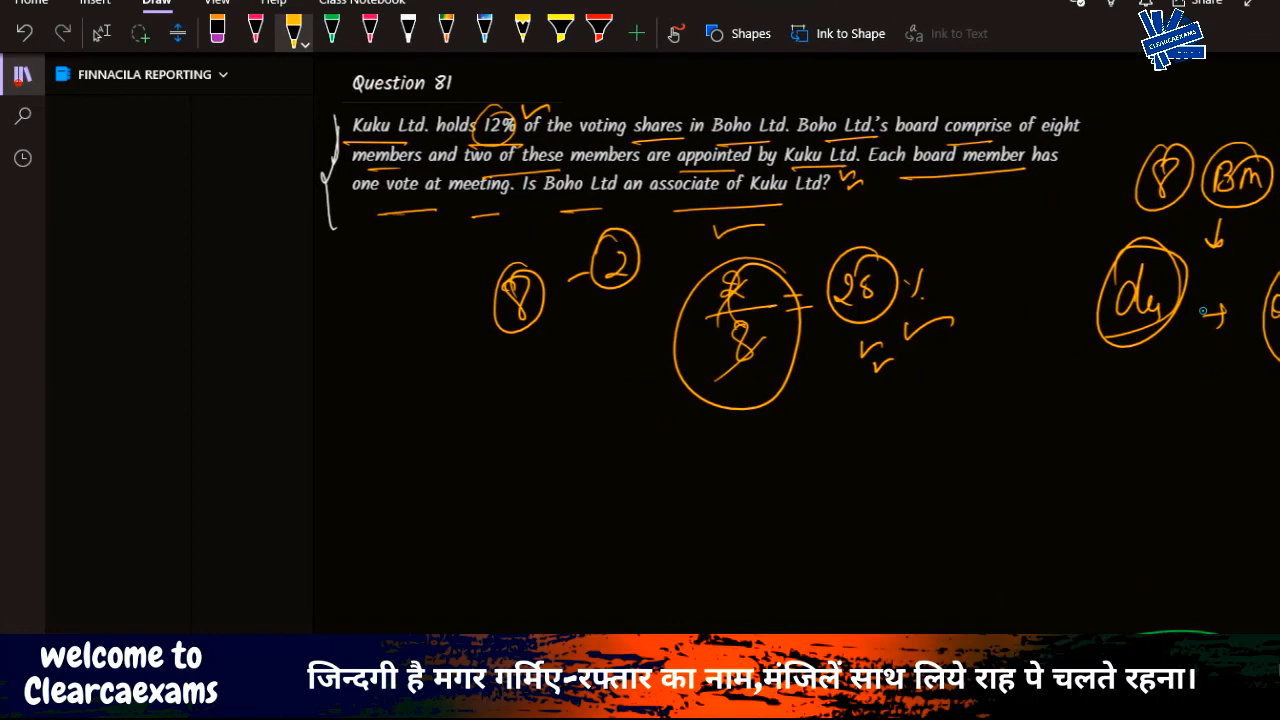 Home Insert Draw View Help Class Notebook Share
Shapes Ink to Shape Ink to Text
CLEARCAEXAMS
FINNACILA REPORTING
Question 81
Kuku Ltd. holds 12% of the voting shares in Boho Ltd. Boho Ltd.'s board comprise of eight
members and two of these members are appointed by Kuku Ltd. Each board member has
one vote at meeting. Is Boho Ltd an associate of Kuku Ltd?
8 BM
8 - 2
2/8 = 25 %
welcome to
Clearcaexams
जिन्दगी है मगर गर्मिए-रफ्तार का नाम,मंजिलें साथ लिये राह पे चलते रहना।